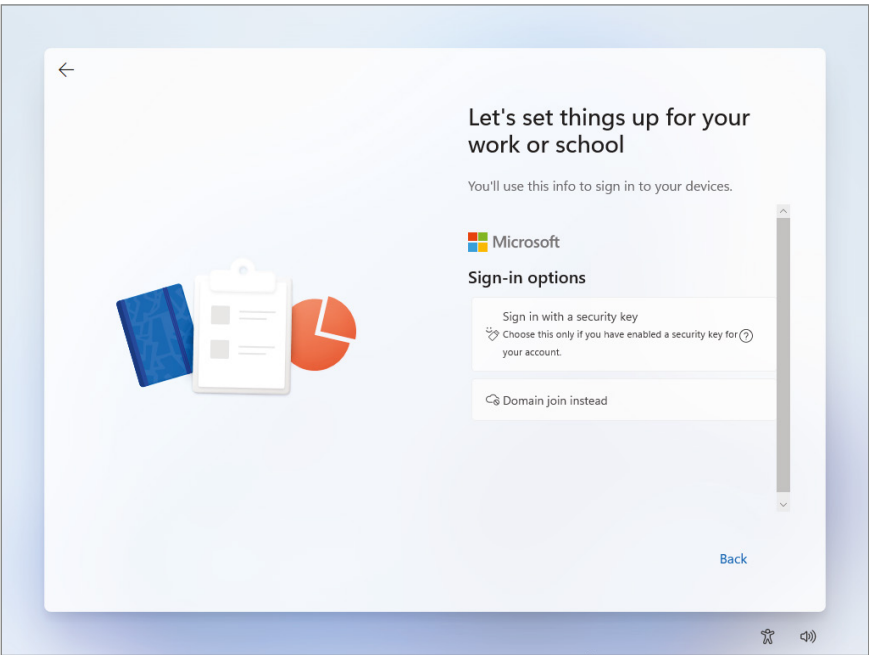 Let's set things up for your
work or school
You'll use this info to sign in to your devices.
Microsoft
Sign-in options
Sign in with a security key
Choose this only if you have enabled a security key for
your account.
Domain join instead
Back